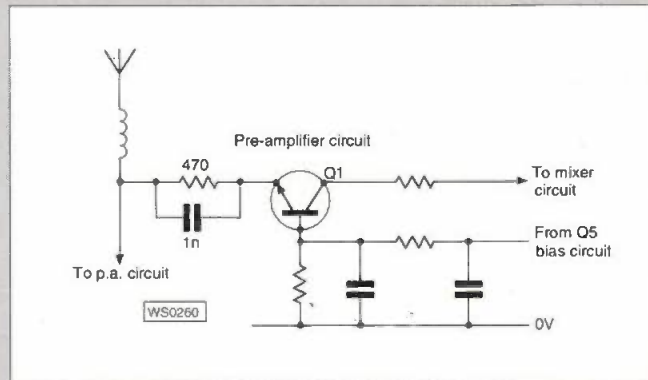 Pre-amplifier circuit
470
Q1
To mixer
circuit
1n
From Q5
bias circuit
To p.a. circuit
WS0260
0V